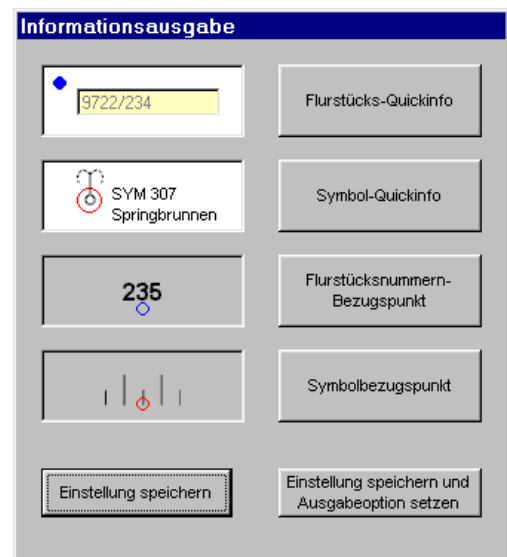 Informationsausgabe
9722/234
Flurstücks-Quickinfo
SYM 307
Springbrunnen
Symbol-Quickinfo
235
Flurstücksnummern-
Bezugspunkt
Symbolbezugspunkt
Einstellung speichern
Einstellung speichern und
Ausgabeoption setzen